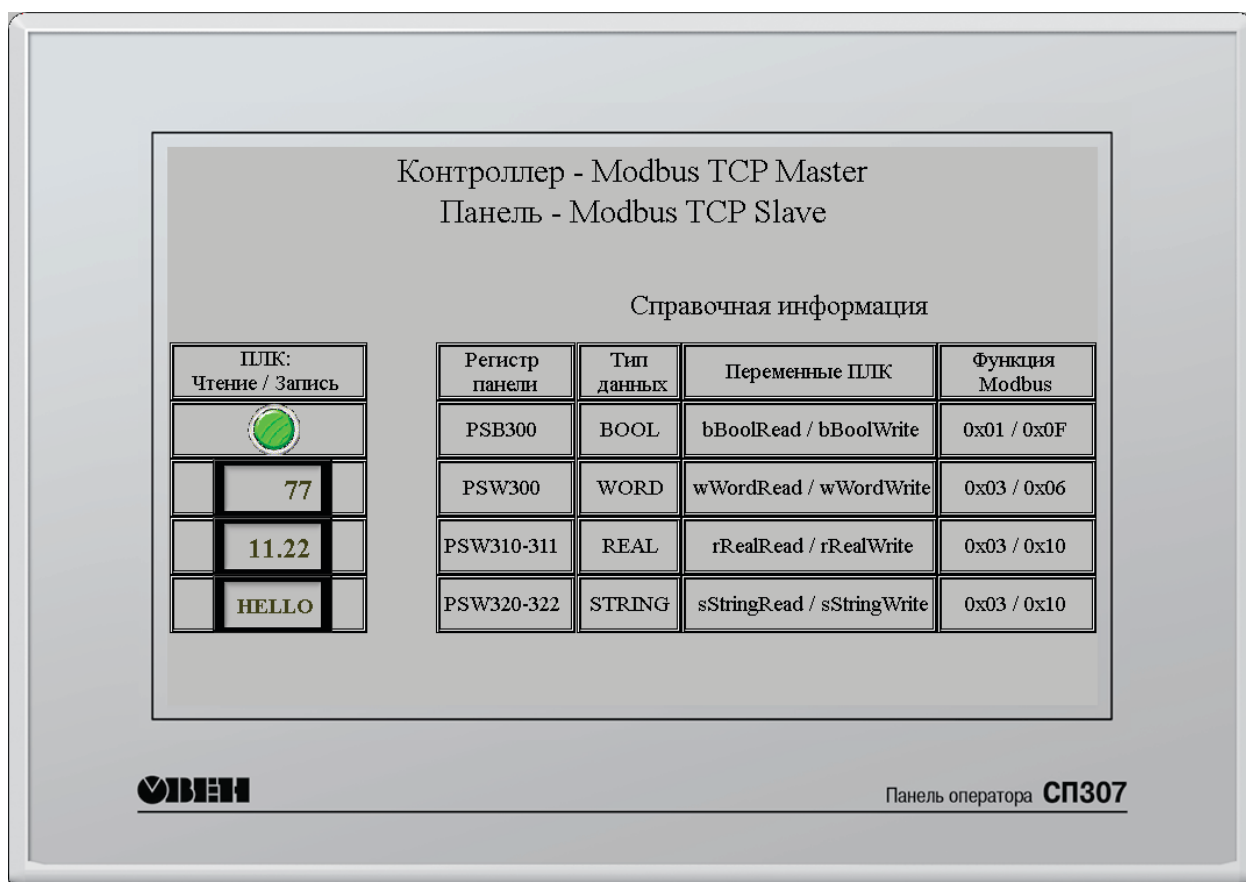 Контроллер - Modbus TCP Master
Панель - Modbus TCP Slave
Справочная информация
ПЛК:
Чтение / Запись
77
11.22
HELLO
Регистр панели Тип данных Переменные ПЛК Функция Modbus
PSB300 BOOL bBoolRead / bBoolWrite 0x01 / 0x0F
PSW300 WORD wWordRead / wWordWrite 0x03 / 0x06
PSW310-311 REAL rRealRead / rRealWrite 0x03 / 0x10
PSW320-322 STRING sStringRead / sStringWrite 0x03 / 0x10
ОВЕН
Панель оператора СП307